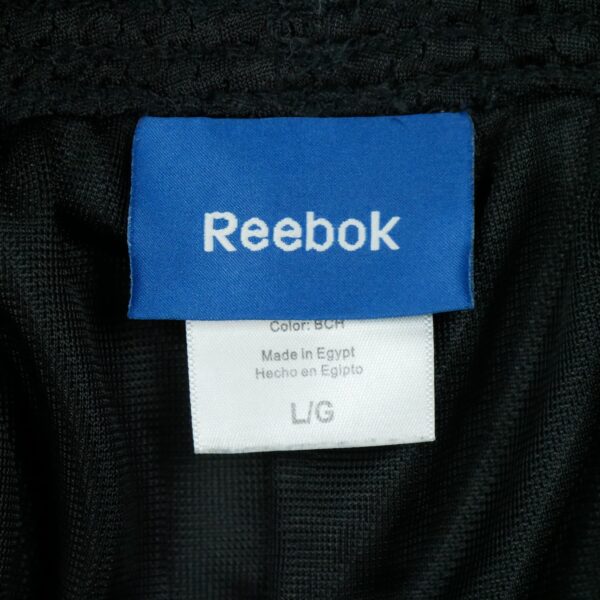 Reebok
Color: BCH
Made in Egypt
Hecho en Egipto
L/G